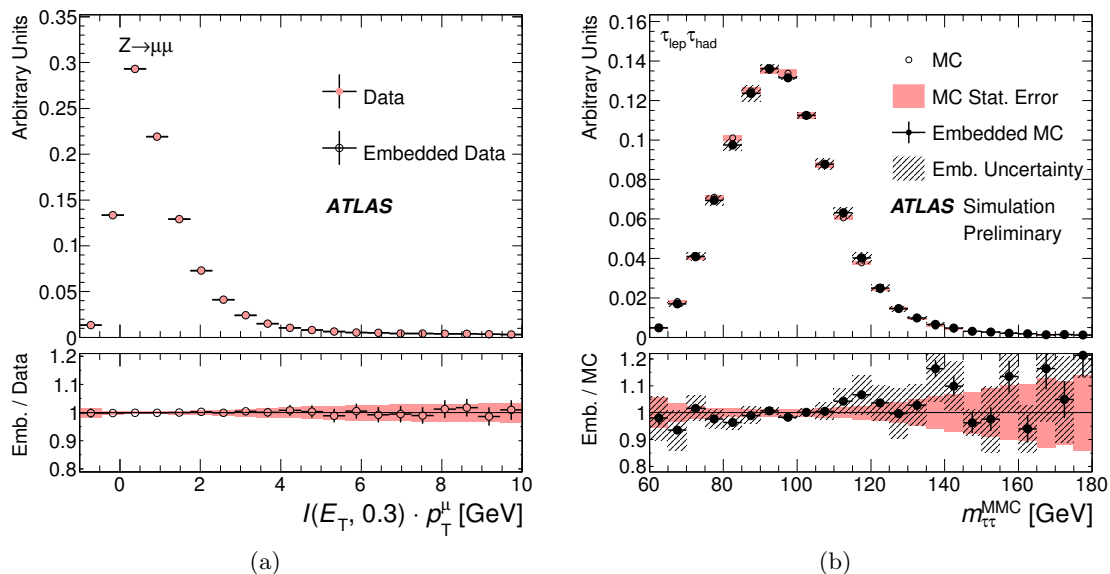 Arbitrary Units
Z→μμ
Data
Embedded Data
ATLAS
0.35
0.3
0.25
0.2
0.15
0.1
0.05
0
Emb. / Data
1.2
1.1
1
0.9
0.8
0 2 4 6 8 10
I(E_T, 0.3) · p_T^μ [GeV]
(a)
Arbitrary Units
τ_lep τ_had
MC
MC Stat. Error
Embedded MC
Emb. Uncertainty
ATLAS Simulation
Preliminary
0.16
0.14
0.12
0.1
0.08
0.06
0.04
0.02
0
Emb. / MC
1.2
1.1
1
0.9
0.8
60 80 100 120 140 160 180
m_ττ^MMC [GeV]
(b)